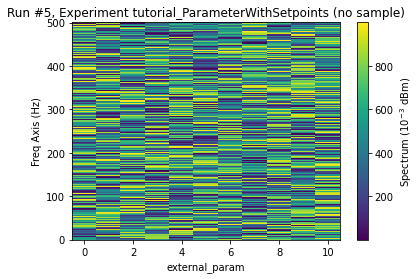 Run #5, Experiment tutorial_ParameterWithSetpoints (no sample)
500
400
300
200
100
0
Freq Axis (Hz)
0 2 4 6 8 10
external_param
800
600
400
200
Spectrum (10⁻³ dBm)